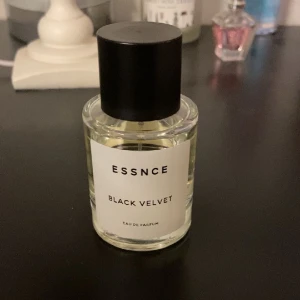 ESSNCE
BLACK VELVET
EAU DE PARFUM